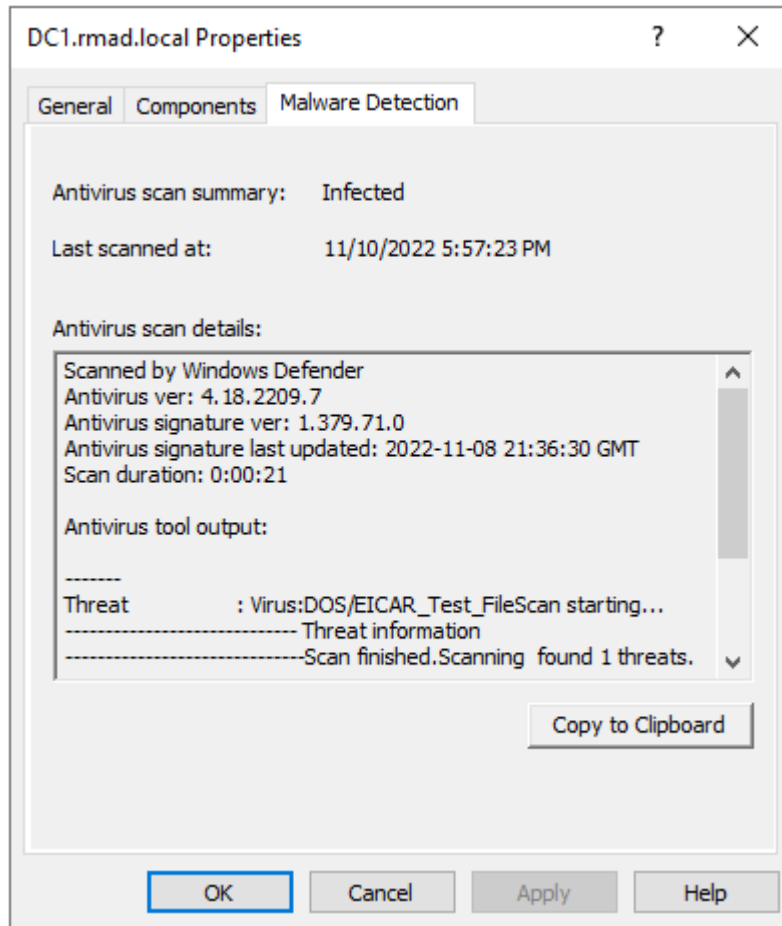 DC1.rmad.local Properties
General Components Malware Detection
Antivirus scan summary: Infected
Last scanned at: 11/10/2022 5:57:23 PM
Antivirus scan details:
Scanned by Windows Defender
Antivirus ver: 4.18.2209.7
Antivirus signature ver: 1.379.71.0
Antivirus signature last updated: 2022-11-08 21:36:30 GMT
Scan duration: 0:00:21
Antivirus tool output:
-------
Threat : Virus:DOS/EICAR_Test_FileScan starting...
----------------------------- Threat information
------------------------------Scan finished.Scanning found 1 threats.
Copy to Clipboard
OK Cancel Apply Help